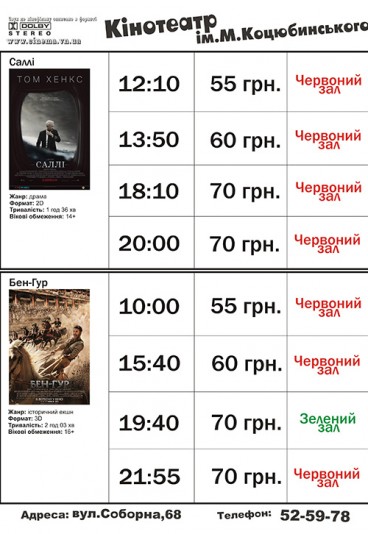 DOLBY
STEREO
www.cinema.vn.ua
Кінотеатр
ім.М.Коцюбинського
Саллі
ТОМ ХЕНКС
САЛЛІ
Жанр: драма
Формат: 2D
Тривалість: 1 год 36 хв
Вікові обмеження: 14+
12:10 55 грн. Червоний зал
13:50 60 грн. Червоний зал
18:10 70 грн. Червоний зал
20:00 70 грн. Червоний зал
Бен-Гур
БЕН-ГУР
Жанр: історичний екшн
Формат: 3D
Тривалість: 2 год 03 хв
Вікові обмеження: 16+
10:00 55 грн. Червоний зал
15:40 60 грн. Червоний зал
19:40 70 грн. Зелений зал
21:55 70 грн. Червоний зал
Адреса: вул.Соборна,68 Телефон: 52-59-78